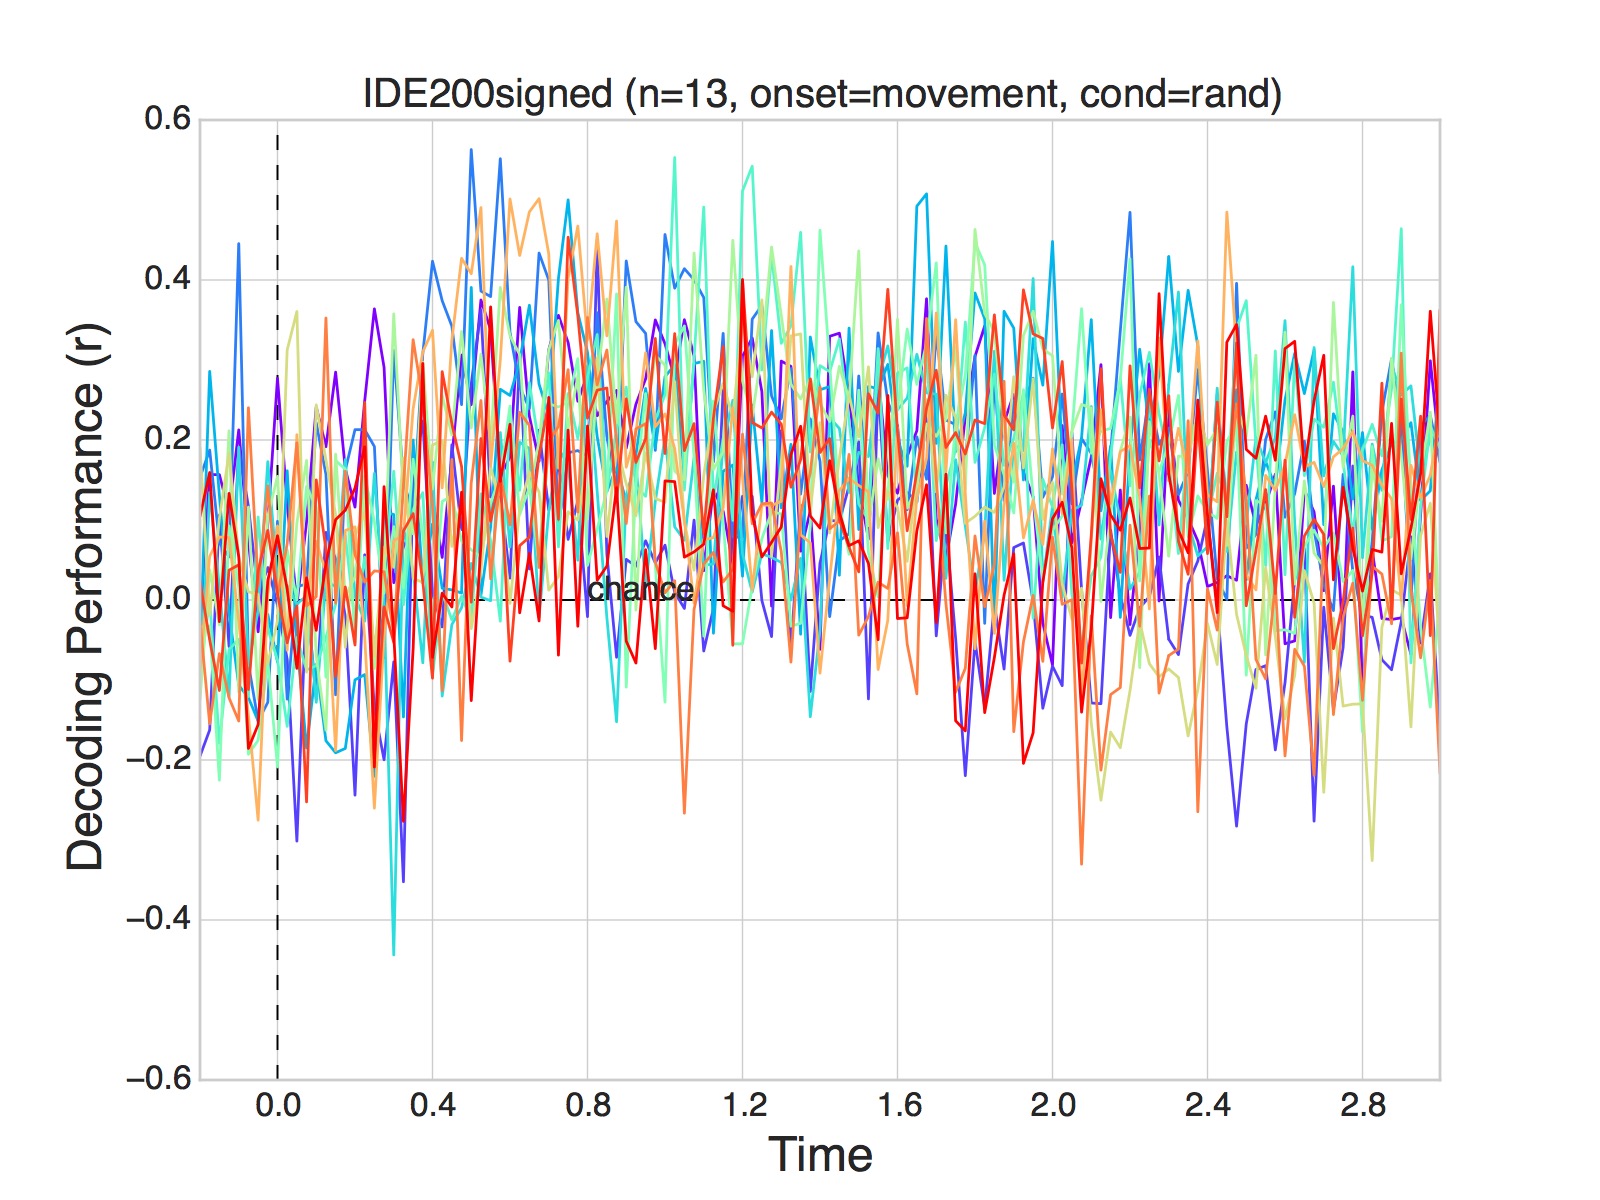 IDE200signed (n=13, onset=movement, cond=rand)
0.6
0.4
0.2
0.0
−0.2
−0.4
−0.6
Decoding Performance (r)
chance
0.0 0.4 0.8 1.2 1.6 2.0 2.4 2.8
Time